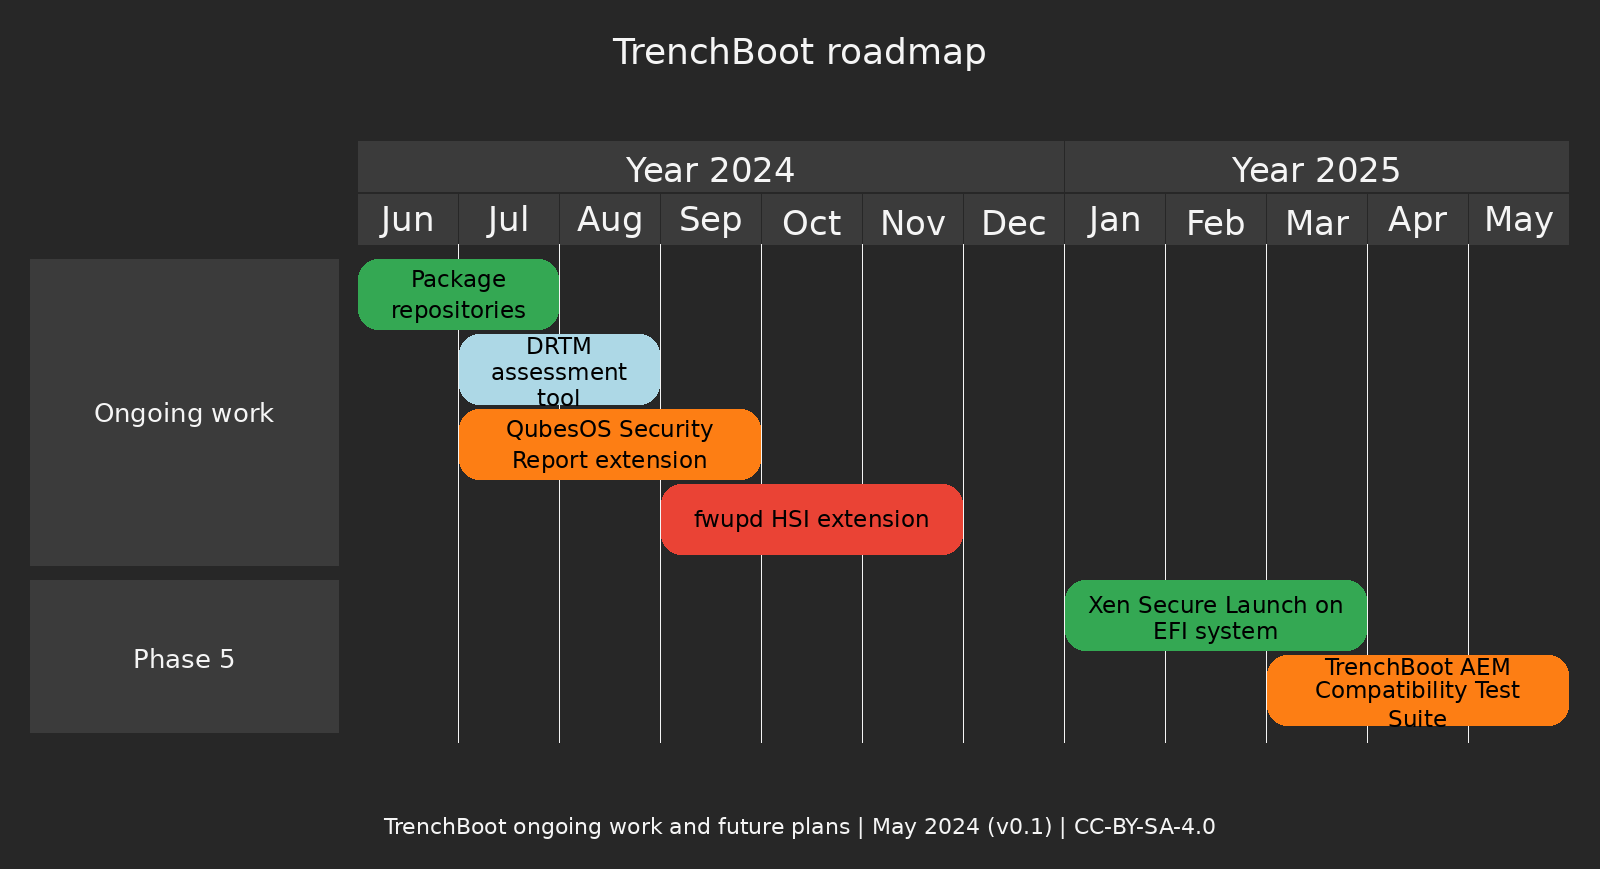 TrenchBoot roadmap
Year 2024 Year 2025
Jun Jul Aug Sep Oct Nov Dec Jan Feb Mar Apr May
Package
repositories
DRTM
assessment
tool
Ongoing work
QubesOS Security
Report extension
fwupd HSI extension
Xen Secure Launch on
EFI system
Phase 5
TrenchBoot AEM
Compatibility Test
Suite
TrenchBoot ongoing work and future plans | May 2024 (v0.1) | CC-BY-SA-4.0